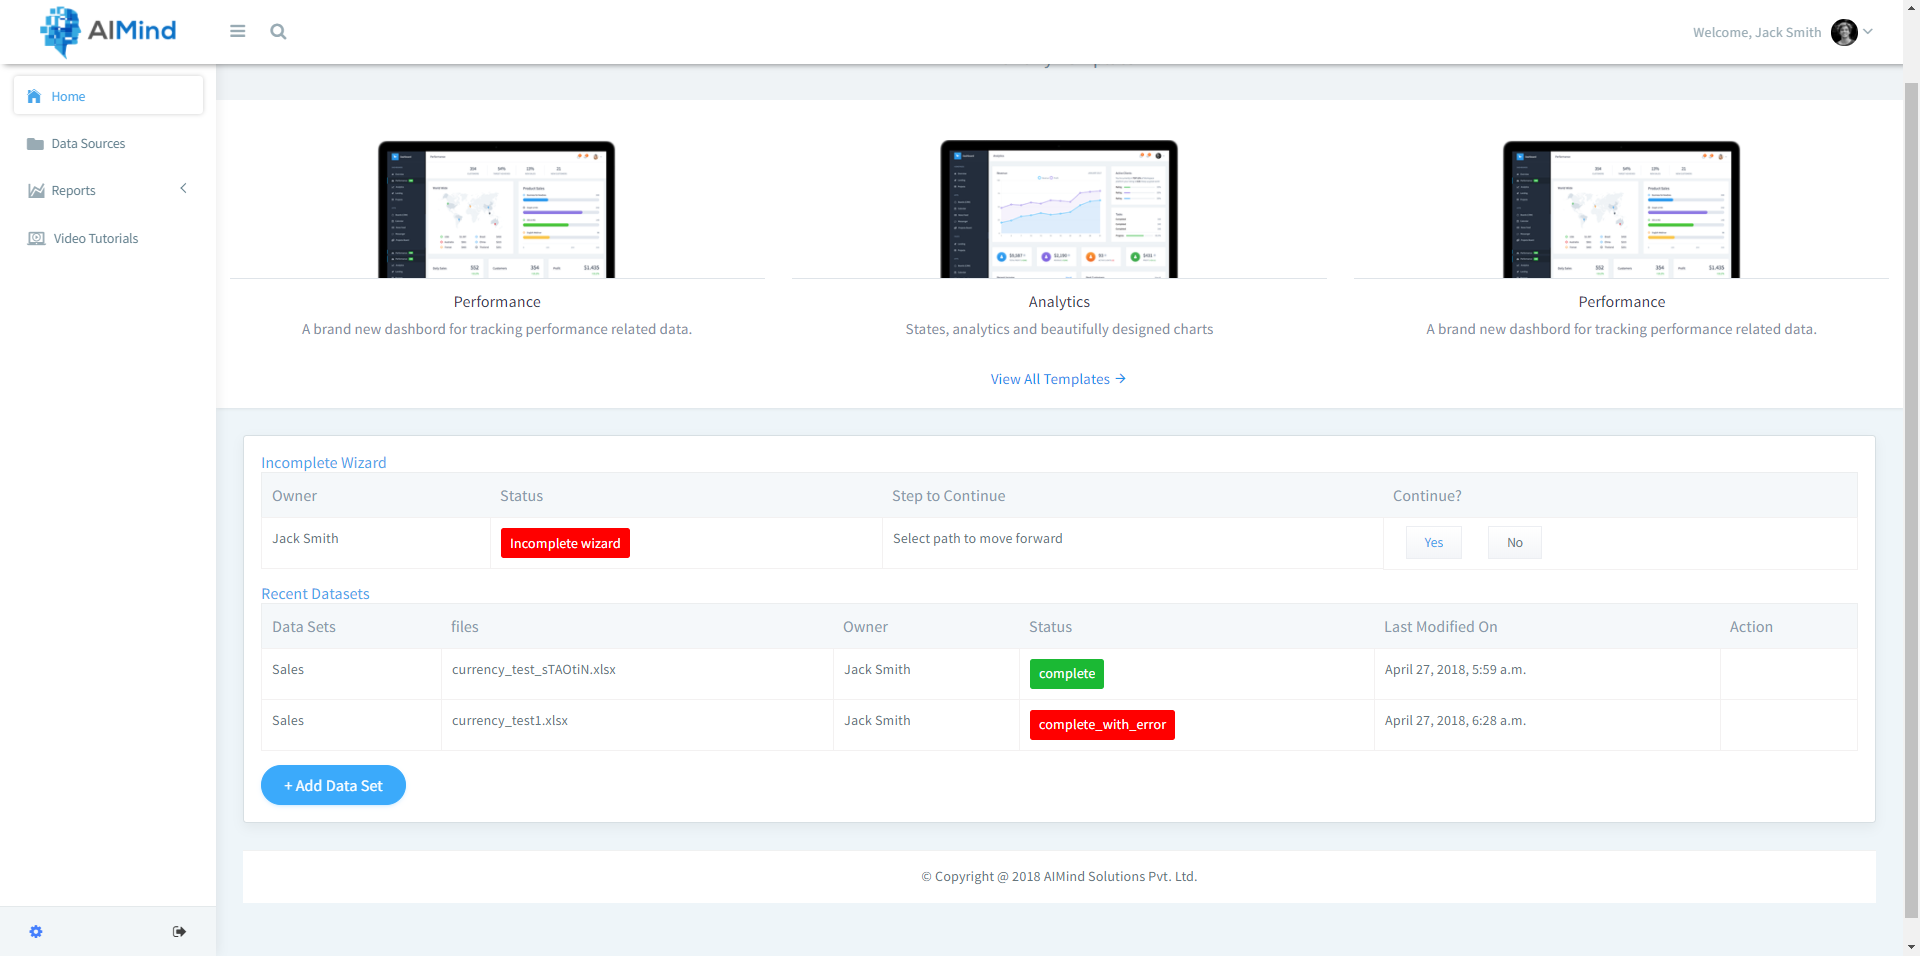 AIMind
Welcome, Jack Smith
Home
Data Sources
Reports
Video Tutorials
Performance
A brand new dashbord for tracking performance related data.
Analytics
States, analytics and beautifully designed charts
Performance
A brand new dashbord for tracking performance related data.
View All Templates →
Incomplete Wizard
Owner Status Step to Continue Continue?
Jack Smith Incomplete wizard Select path to move forward Yes No
Recent Datasets
Data Sets files Owner Status Last Modified On Action
Sales currency_test_sTAOtiN.xlsx Jack Smith complete April 27, 2018, 5:59 a.m.
Sales currency_test1.xlsx Jack Smith complete_with_error April 27, 2018, 6:28 a.m.
+ Add Data Set
© Copyright @ 2018 AIMind Solutions Pvt. Ltd.